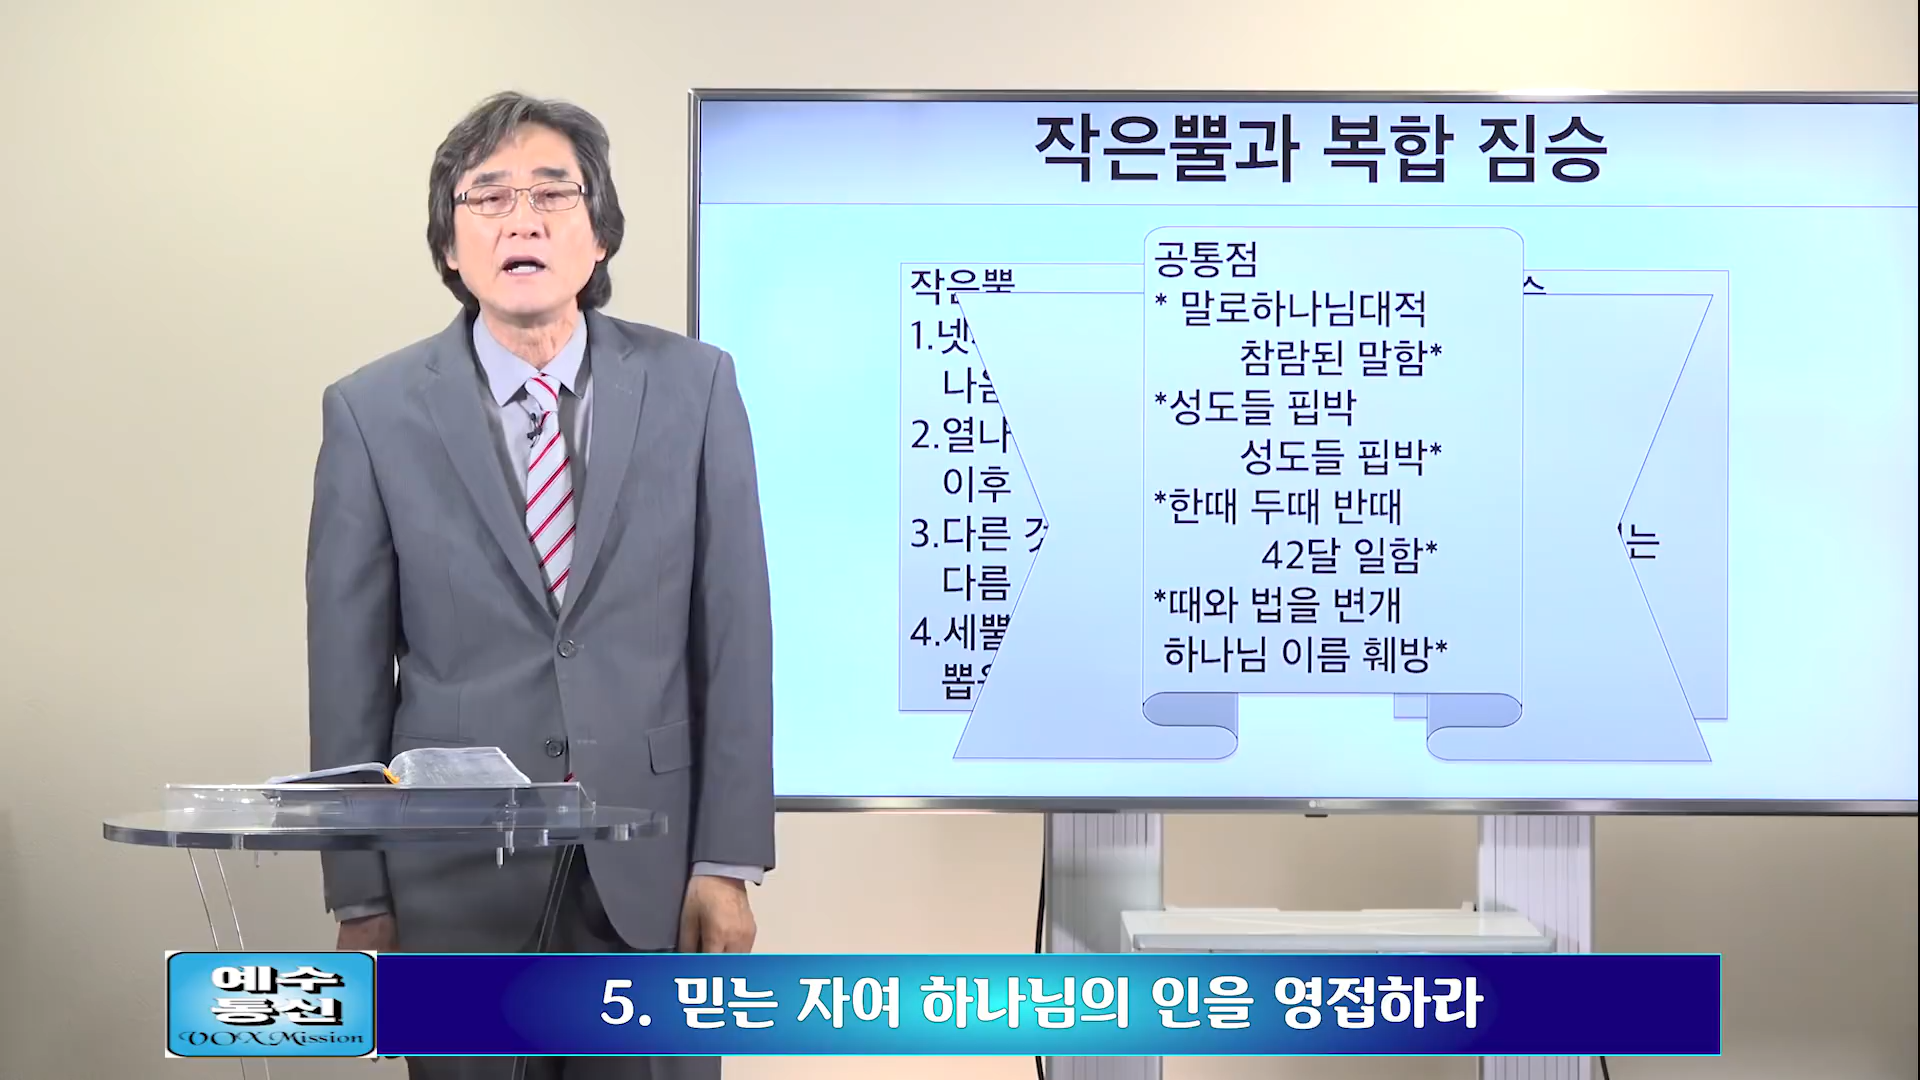 작은뿔과 복합 짐승
작은뿔
1.
나음
2.열나
이후
3.다른
다름
4.세뿔
공통점
* 말로하나님대적
참람된 말함*
*성도들 핍박
성도들 핍박*
*한때 두때 반때
42달 일함*
*때와 법을 변개
하나님 이름 훼방*
는
LG
예수
통신
VOX Mission
5. 믿는 자여 하나님의 인을 영접하라